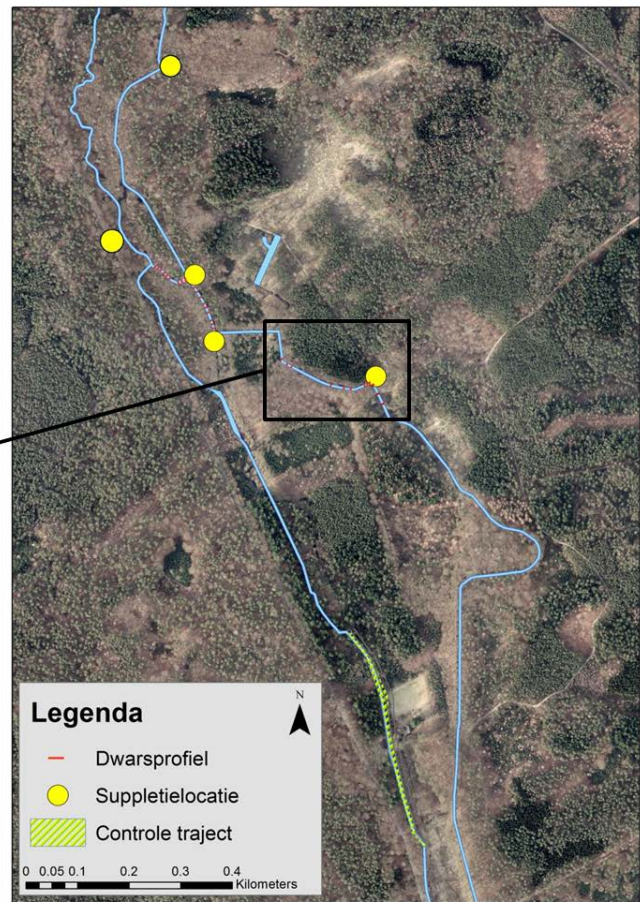 N
Legenda
Dwarsprofiel
Suppletielocatie
Controle traject
0 0.05 0.1 0.2 0.3 0.4
Kilometers